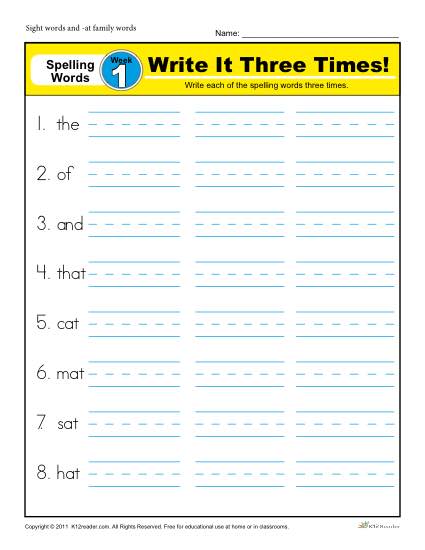 Sight words and -at family words
Name:
Spelling Words
Week 1
Write It Three Times!
Write each of the spelling words three times.
1. the
2. of
3. and
4. that
5. cat
6. mat
7. sat
8. hat
Copyright © 2011 K12reader.com. All Rights Reserved. Free for educational use at home or in classrooms.
K12Reader